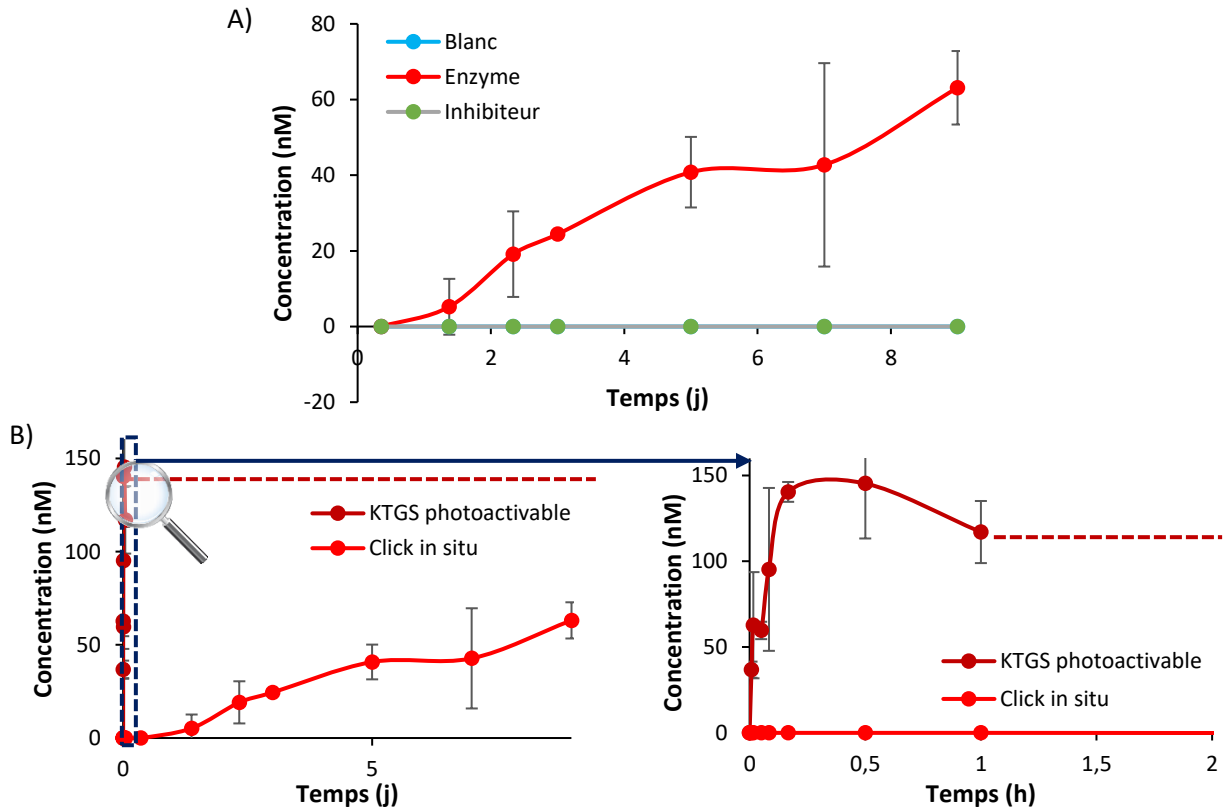 A)
80
60
40
20
0
-20
0
2
4
6
8
Concentration (nM)
Temps (j)
Blanc
Enzyme
Inhibiteur
B)
150
100
50
0
0
5
Concentration (nM)
Temps (j)
KTGS photoactivable
Click in situ
150
100
50
0
0
0,5
1
1,5
2
Concentration (nM)
Temps (h)
KTGS photoactivable
Click in situ